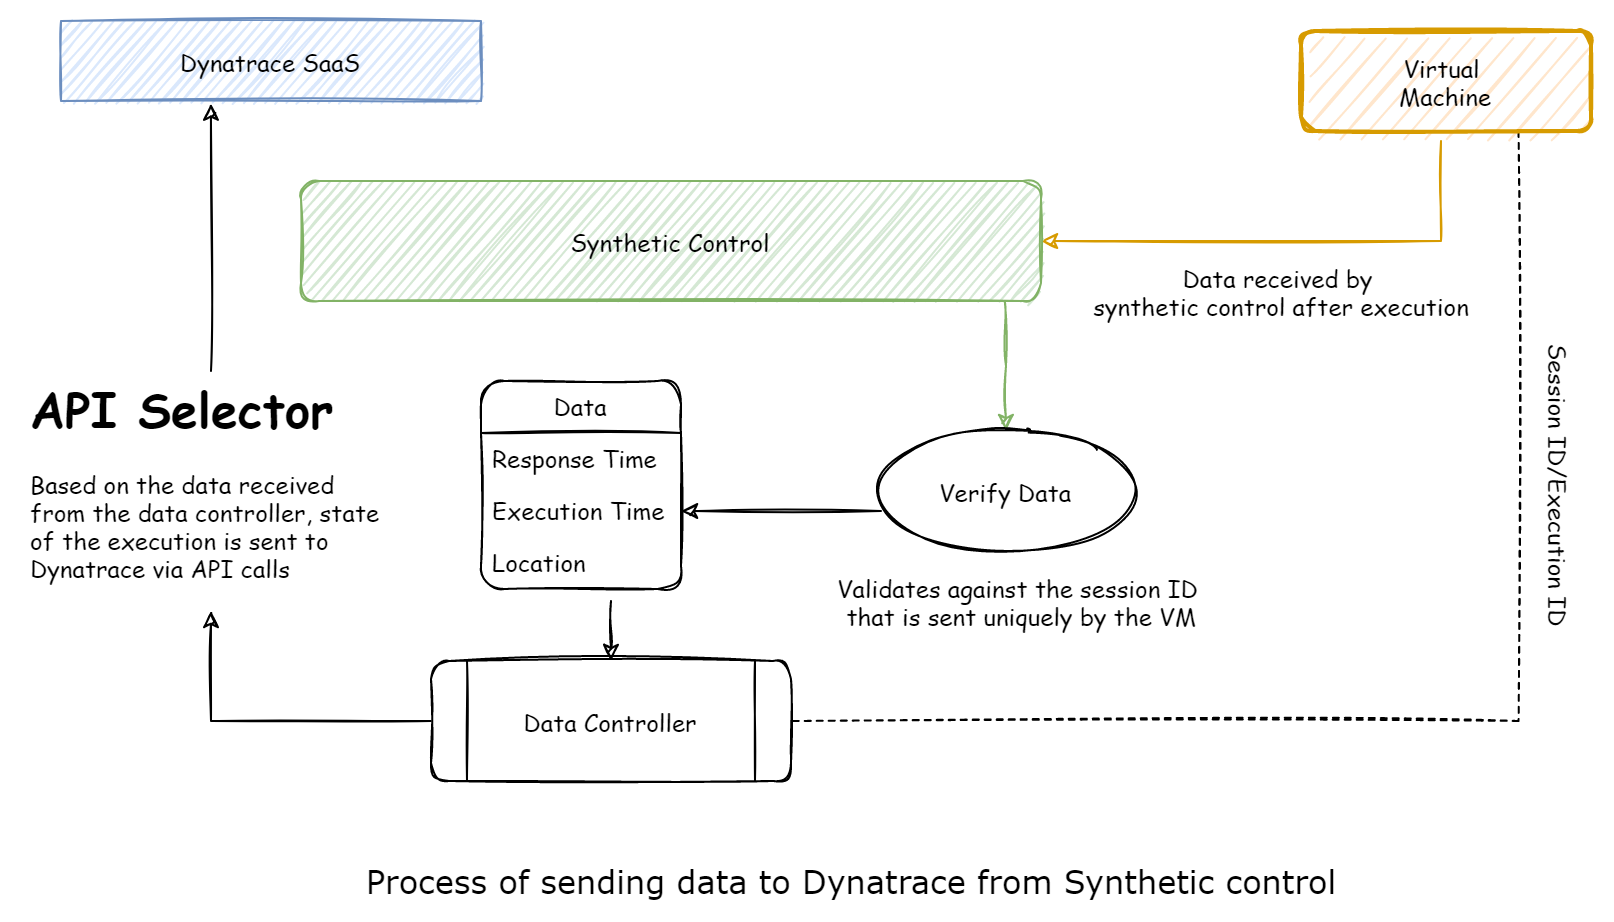 Dynatrace SaaS
Virtual
Machine
Synthetic Control
Data received by
synthetic control after execution
Session ID/Execution ID
API Selector
Based on the data received
from the data controller, state
of the execution is sent to
Dynatrace via API calls
Data
Response Time
Execution Time
Location
Verify Data
Validates against the session ID
that is sent uniquely by the VM
Data Controller
Process of sending data to Dynatrace from Synthetic control